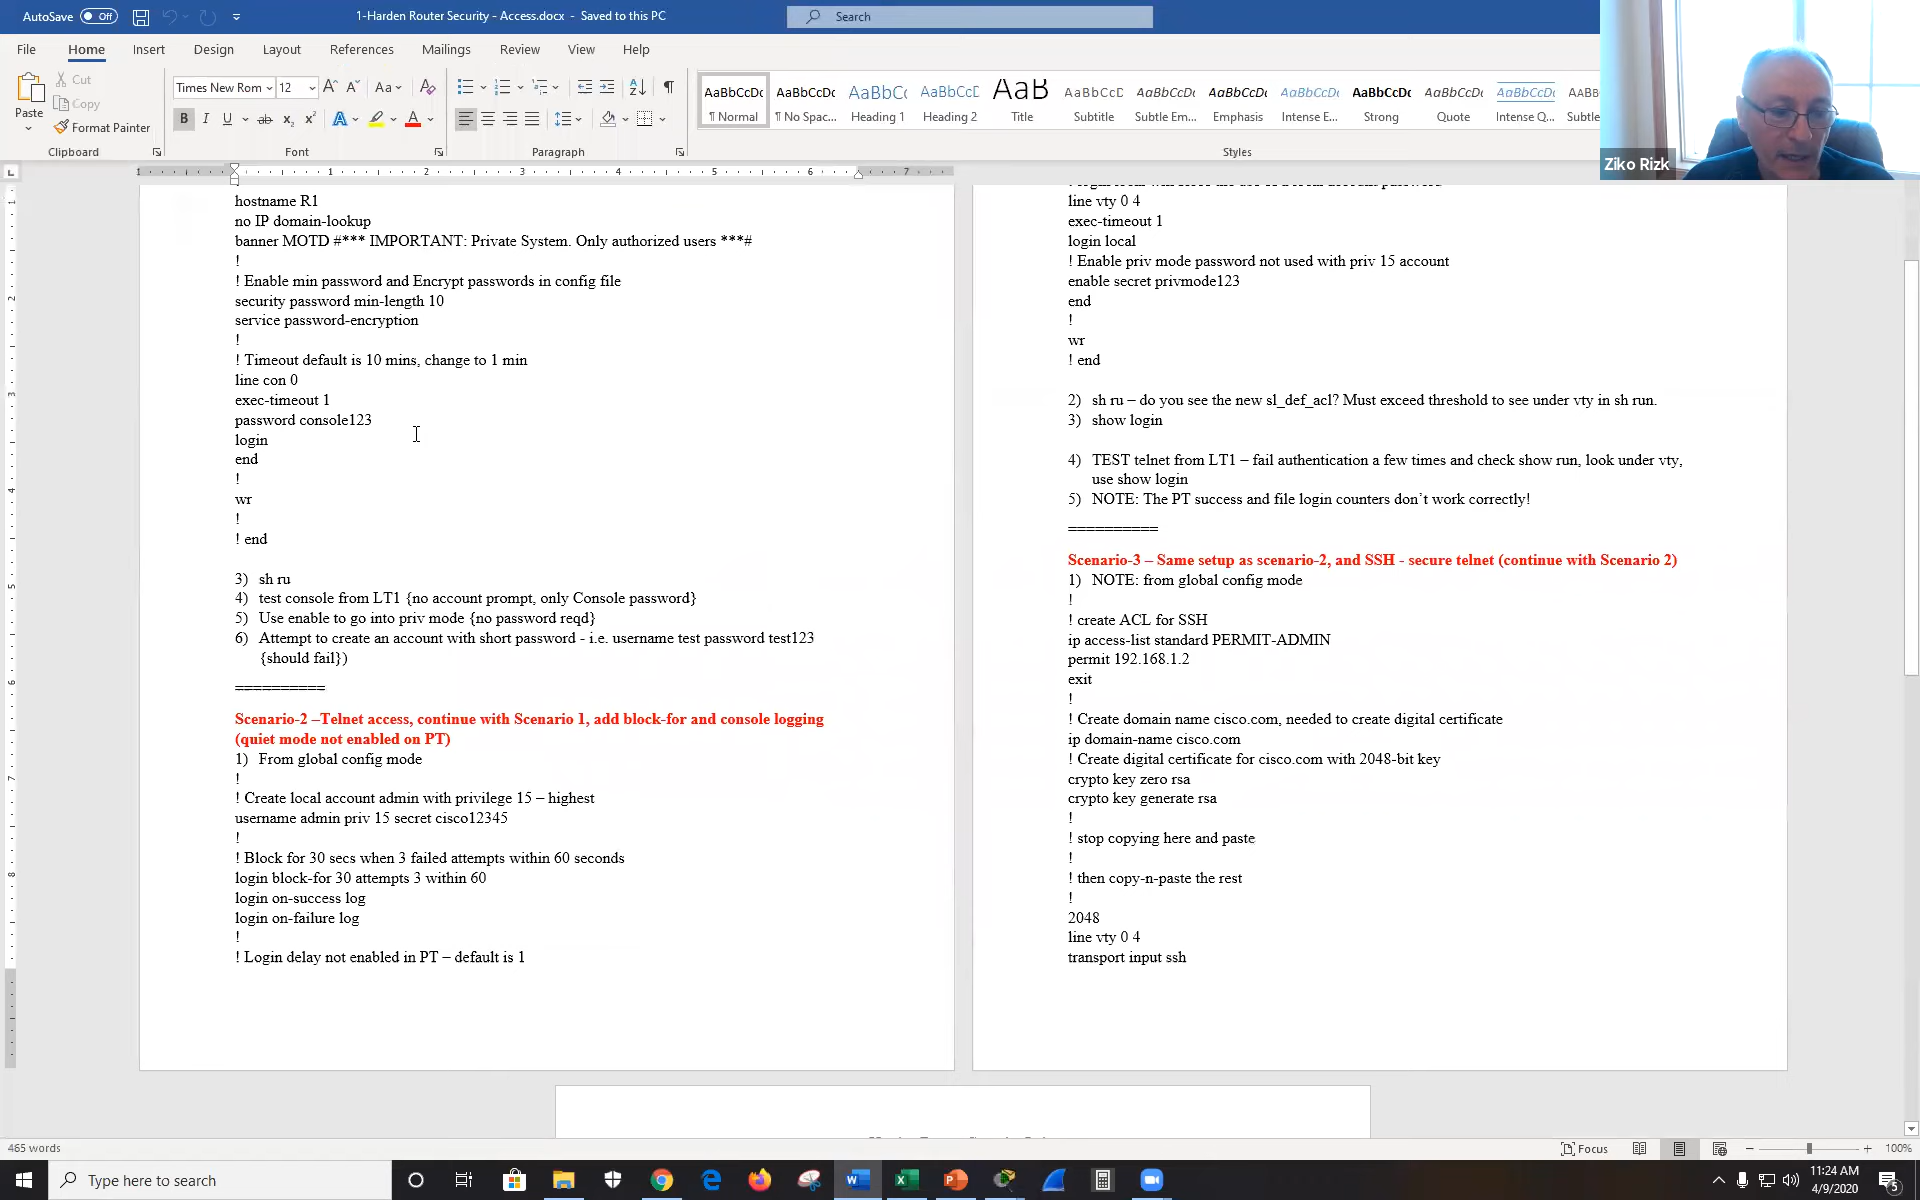 AutoSave Off
1-Harden Router Security - Access.docx - Saved to this PC
Search
File Home Insert Design Layout References Mailings Review View Help
Paste
Cut
Copy
Format Painter
Clipboard
Times New Rom 12
Font
Paragraph
AaBbCcDc AaBbCcDc AaBbC( AaBbCcE AaB AaBbCcC AaBbCcDc AaBbCcDc AaBbCcDc AaBbCcDc AaBbCcDc AaBbCcDc AABB
¶ Normal ¶ No Spac... Heading 1 Heading 2 Title Subtitle Subtle Em... Emphasis Intense E... Strong Quote Intense Q... Subtle
Styles
Ziko Rizk
hostname R1
no IP domain-lookup
banner MOTD #*** IMPORTANT: Private System. Only authorized users ***#
!
! Enable min password and Encrypt passwords in config file
security password min-length 10
service password-encryption
!
! Timeout default is 10 mins, change to 1 min
line con 0
exec-timeout 1
password console123
login
end
!
wr
!
! end
3) sh ru
4) test console from LT1 {no account prompt, only Console password}
5) Use enable to go into priv mode {no password reqd}
6) Attempt to create an account with short password - i.e. username test password test123
{should fail})
==========
Scenario-2 –Telnet access, continue with Scenario 1, add block-for and console logging
(quiet mode not enabled on PT)
1) From global config mode
!
! Create local account admin with privilege 15 – highest
username admin priv 15 secret cisco12345
!
! Block for 30 secs when 3 failed attempts within 60 seconds
login block-for 30 attempts 3 within 60
login on-success log
login on-failure log
!
! Login delay not enabled in PT – default is 1
line vty 0 4
exec-timeout 1
login local
! Enable priv mode password not used with priv 15 account
enable secret privmode123
end
!
wr
! end
2) sh ru – do you see the new sl_def_acl? Must exceed threshold to see under vty in sh run.
3) show login
4) TEST telnet from LT1 – fail authentication a few times and check show run, look under vty,
use show login
5) NOTE: The PT success and file login counters don’t work correctly!
==========
Scenario-3 – Same setup as scenario-2, and SSH - secure telnet (continue with Scenario 2)
1) NOTE: from global config mode
!
! create ACL for SSH
ip access-list standard PERMIT-ADMIN
permit 192.168.1.2
exit
!
! Create domain name cisco.com, needed to create digital certificate
ip domain-name cisco.com
! Create digital certificate for cisco.com with 2048-bit key
crypto key zero rsa
crypto key generate rsa
!
! stop copying here and paste
!
! then copy-n-paste the rest
!
2048
line vty 0 4
transport input ssh
465 words
Focus
100%
Type here to search
11:24 AM
4/9/2020
5